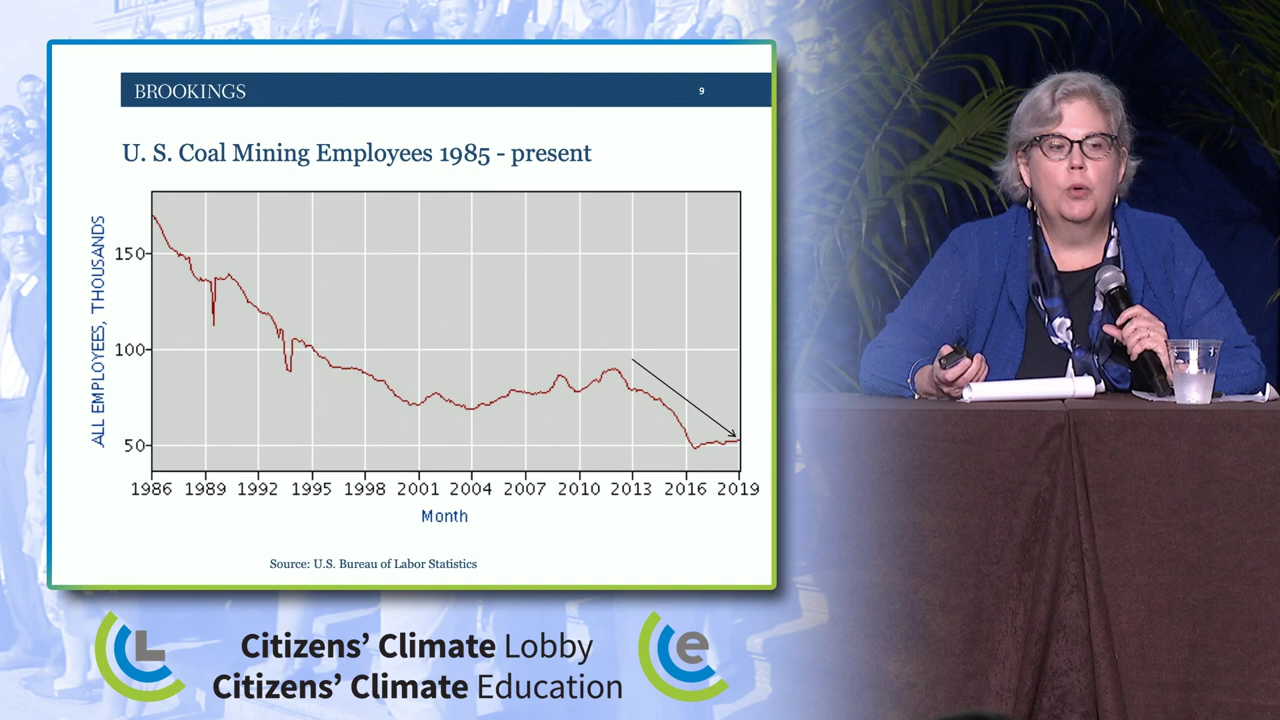 BROOKINGS
9
U. S. Coal Mining Employees 1985 - present
ALL EMPLOYEES, THOUSANDS
150
100
50
1986 1989 1992 1995 1998 2001 2004 2007 2010 2013 2016 2019
Month
Source: U.S. Bureau of Labor Statistics
L
Citizens’ Climate Lobby
Citizens’ Climate Education
e